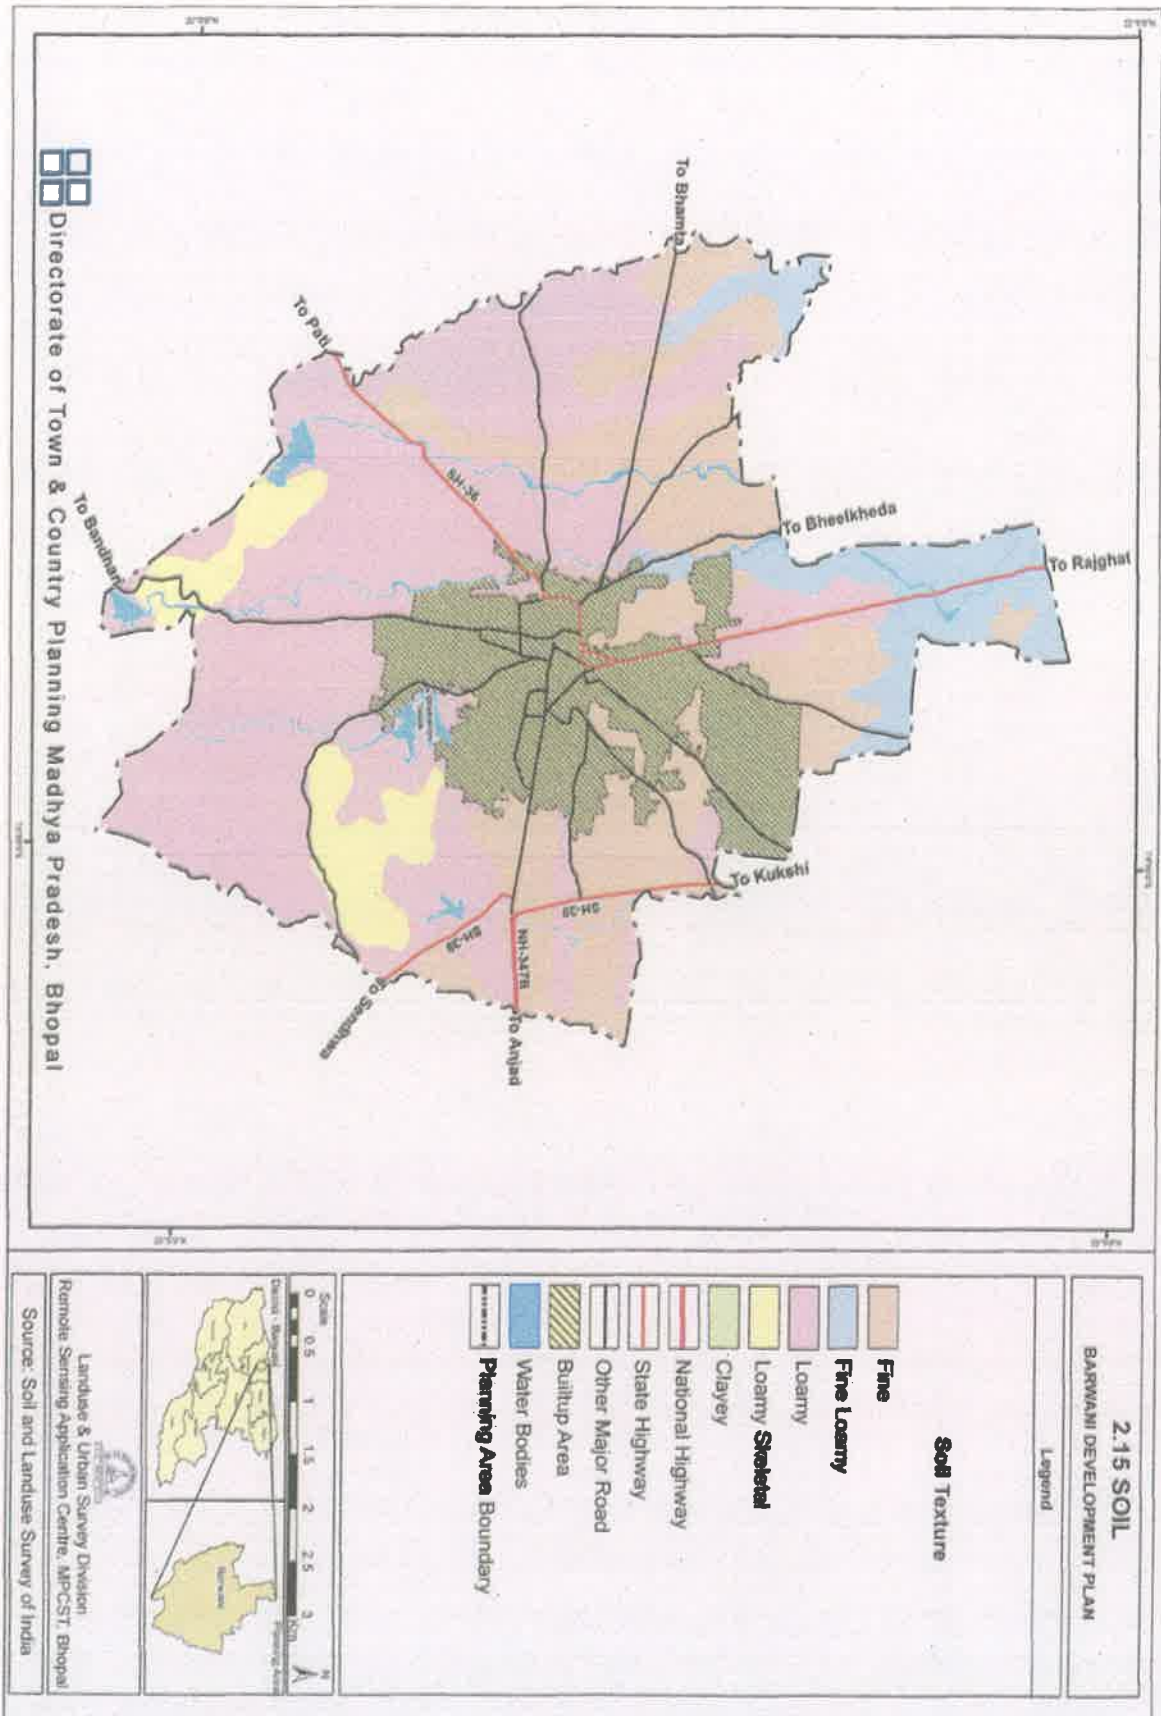 2.15 SOIL
BARWANI DEVELOPMENT PLAN
Legend
Soil Texture
Fine
Fine Loamy
Loamy
Loamy Skeletal
Clayey
National Highway
State Highway
Other Major Road
Builtup Area
Water Bodies
Planning Area Boundary
Scale
0 0.5 1 1.5 2 2.5 3
Km
N
Planning Area
Landuse & Urban Survey Division
Remote Sensing Application Centre, MPCST, Bhopal
Source: Soil and Landuse Survey of India
To Bhamta
To Pati
To Bandhan
To Bheelkheda
To Rajghat
To Kukshi
To Anjad
To Sendhwa
SH-39
SH-39
NH-347B
Directorate of Town & Country Planning Madhya Pradesh, Bhopal